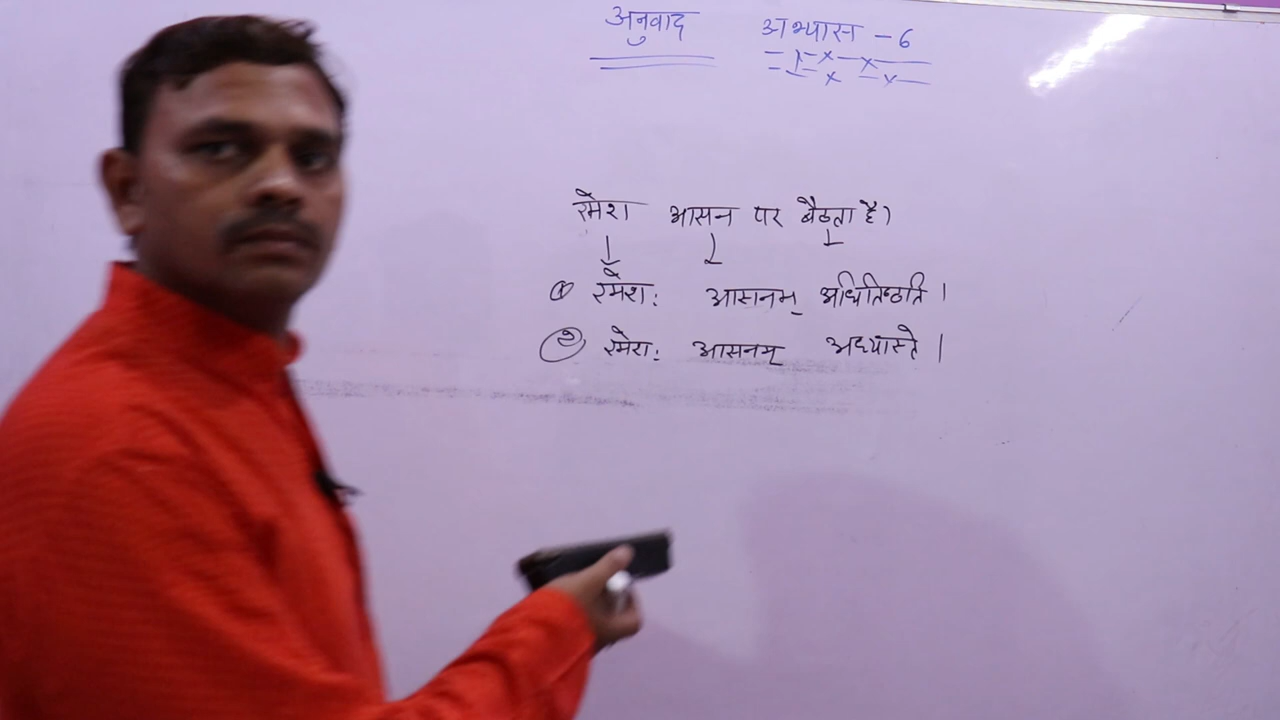 अनुवाद अभ्यास - 6
रमेश आसन पर बैठता है।
① रमेशः आसनम् अधितिष्ठति।
② रमेशः आसनम् अध्यास्ते।